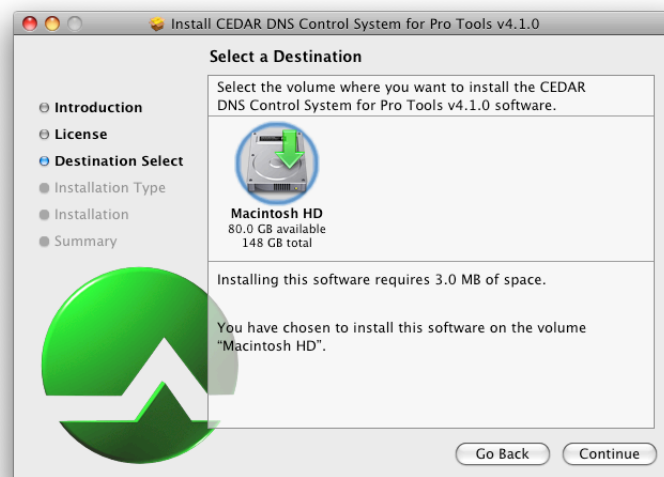 Install CEDAR DNS Control System for Pro Tools v4.1.0
Select a Destination
Introduction
License
Destination Select
Installation Type
Installation
Summary
Select the volume where you want to install the CEDAR
DNS Control System for Pro Tools v4.1.0 software.
Macintosh HD
80.0 GB available
148 GB total
Installing this software requires 3.0 MB of space.
You have chosen to install this software on the volume
“Macintosh HD”.
Go Back
Continue